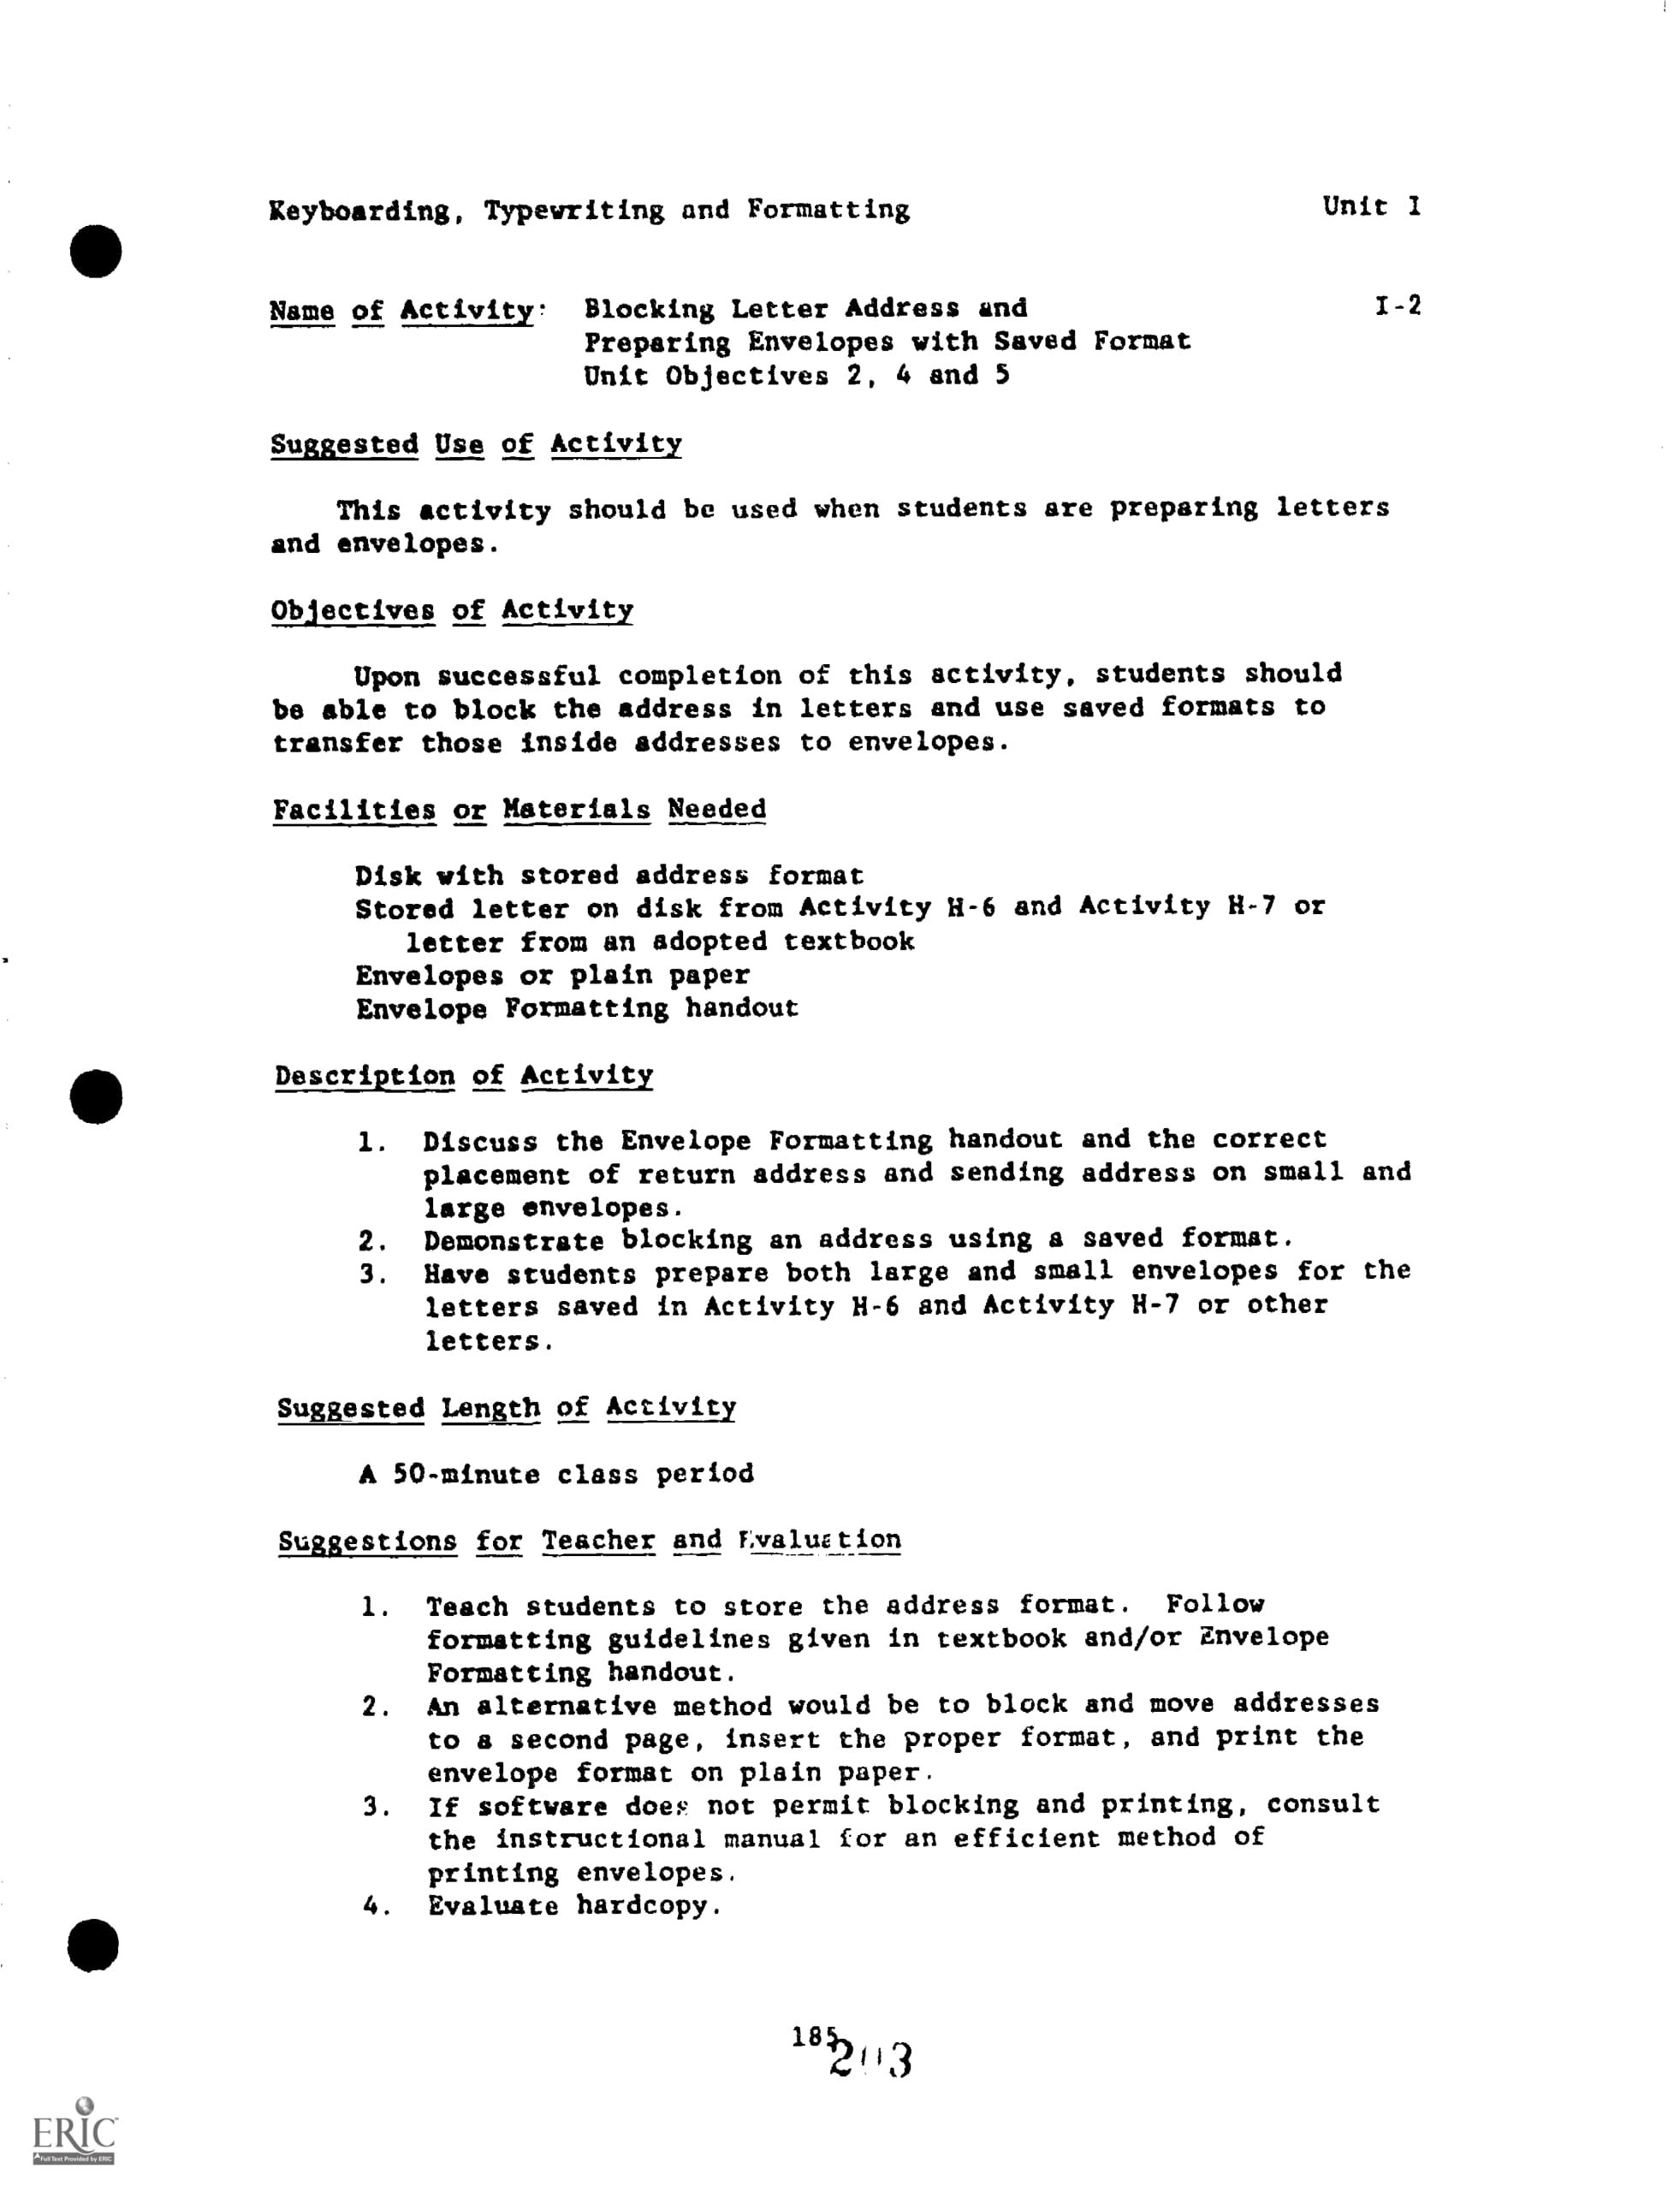 Keyboarding, Typewriting and Formatting Unit I
Name of Activity: Blocking Letter Address and I-2
Preparing Envelopes with Saved Format
Unit Objectives 2, 4 and 5
Suggested Use of Activity
This activity should be used when students are preparing letters
and envelopes.
Objectives of Activity
Upon successful completion of this activity, students should
be able to block the address in letters and use saved formats to
transfer those inside addresses to envelopes.
Facilities or Materials Needed
Disk with stored address format
Stored letter on disk from Activity H-6 and Activity H-7 or
letter from an adopted textbook
Envelopes or plain paper
Envelope Formatting handout
Description of Activity
1. Discuss the Envelope Formatting handout and the correct
placement of return address and sending address on small and
large envelopes.
2. Demonstrate blocking an address using a saved format.
3. Have students prepare both large and small envelopes for the
letters saved in Activity H-6 and Activity H-7 or other
letters.
Suggested Length of Activity
A 50-minute class period
Suggestions for Teacher and Evaluation
1. Teach students to store the address format. Follow
formatting guidelines given in textbook and/or Envelope
Formatting handout.
2. An alternative method would be to block and move addresses
to a second page, insert the proper format, and print the
envelope format on plain paper.
3. If software does not permit blocking and printing, consult
the instructional manual for an efficient method of
printing envelopes.
4. Evaluate hardcopy.
185
203
ERIC
Full Text Provided by ERIC